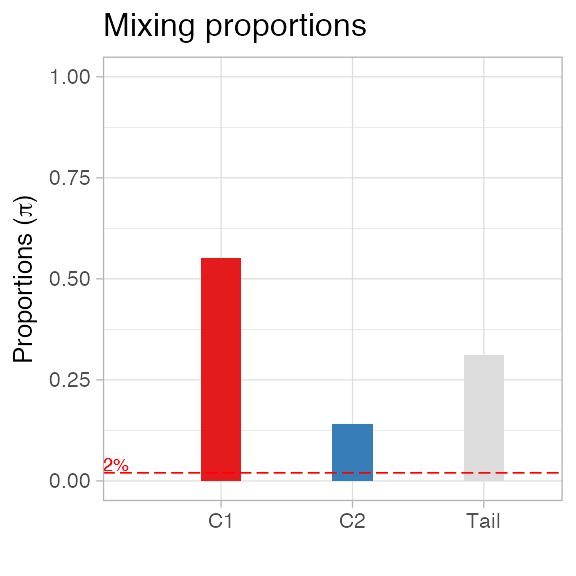 Mixing proportions
Proportions (π)
1.00
0.75
0.50
0.25
0.00
2%
C1
C2
Tail